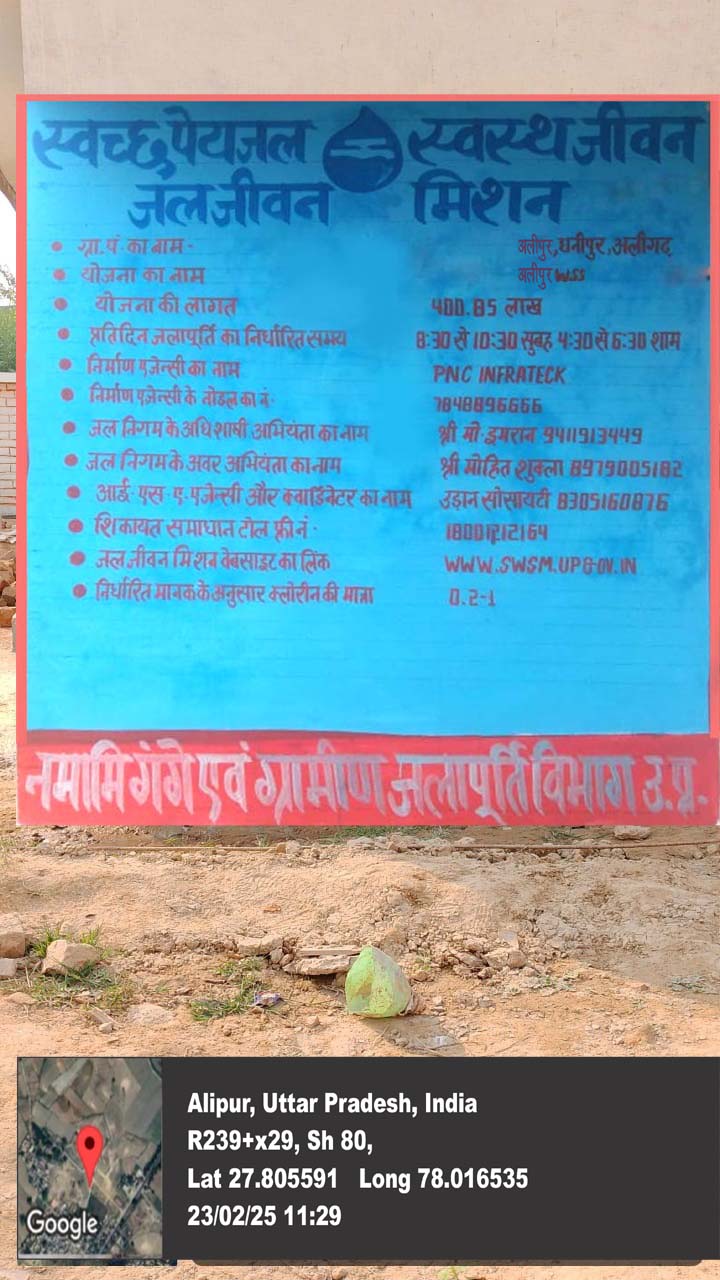 स्वच्छ पेयजल स्वस्थ जीवन
जल जीवन मिशन
ग्रा.पं. का नाम - अलीपुर, धनीपुर, अलीगढ़
योजना का नाम अलीपुर WSS
योजना की लागत 400.85 लाख
प्रतिदिन जलापूर्ति का निर्धारित समय 8:30 से 10:30 सुबह 4:30 से 6:30 शाम
निर्माण एजेन्सी का नाम PNC INFRATECK
निर्माण एजेन्सी के नोडल का नं. 7848896666
जल निगम के अधिशाषी अभियंता का नाम श्री मो इमरान 9411913449
जल निगम के अवर अभियंता का नाम श्री मोहित शुक्ला 8979005182
आई. एस. ए. एजेन्सी और क्वार्डिनेटर का नाम उड़ान सोसायटी 8305160876
शिकायत समाधान टोल फ्री नं. 18001212164
जल जीवन मिशन वेबसाइट का लिंक WWW.SWSM.UPGOV.IN
निर्धारित मानक के अनुसार क्लोरीन की मात्रा 0.2-1
नमामि गंगे एवं ग्रामीण जलापूर्ति विभाग उ.प्र.
Alipur, Uttar Pradesh, India
R239+x29, Sh 80,
Lat 27.805591 Long 78.016535
23/02/25 11:29
Google